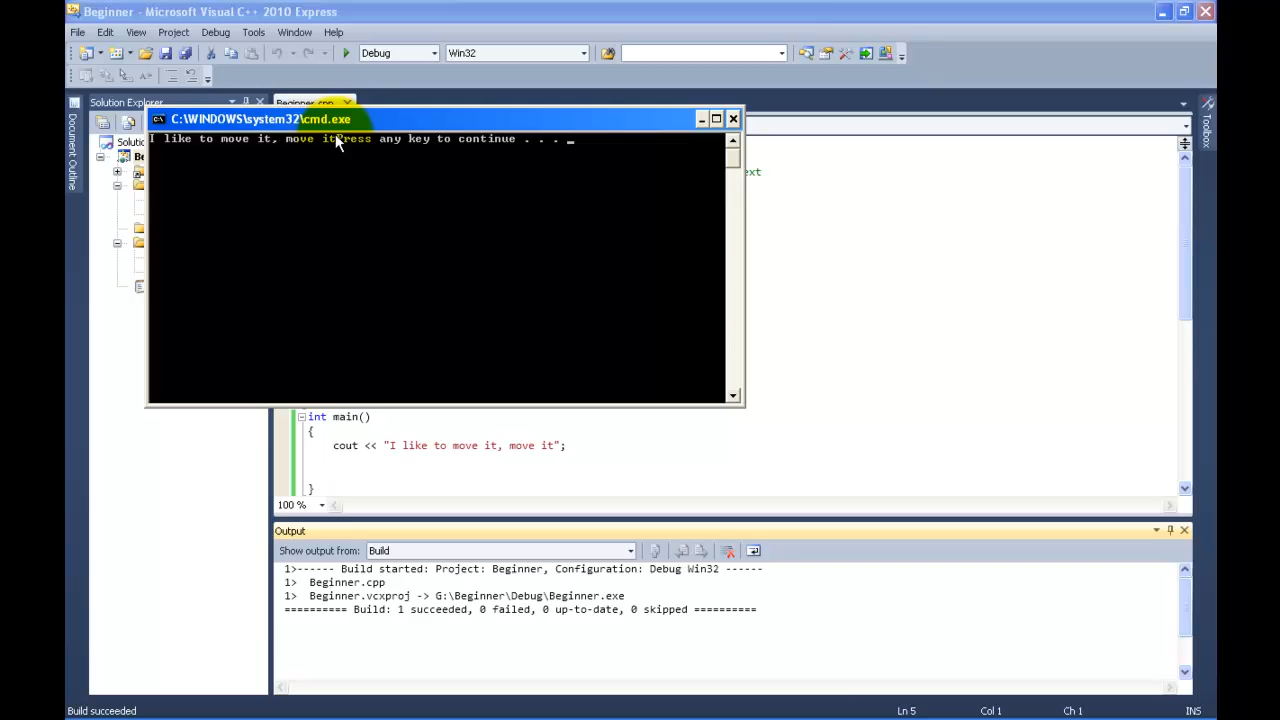 Beginner - Microsoft Visual C++ 2010 Express
File Edit View Project Debug Tools Window Help
Debug Win32
Solution Explorer
Beginner.cpp
Document Outline
Toolbox
C:\WINDOWS\system32\cmd.exe
I like to move it, move itPress any key to continue . . . _
Solutio
Be
ext
int main()
{
cout << "I like to move it, move it";
}
100 %
Output
Show output from: Build
1>------ Build started: Project: Beginner, Configuration: Debug Win32 ------
1> Beginner.cpp
1> Beginner.vcxproj -> G:\Beginner\Debug\Beginner.exe
========== Build: 1 succeeded, 0 failed, 0 up-to-date, 0 skipped ==========
Build succeeded Ln 5 Col 1 Ch 1 INS